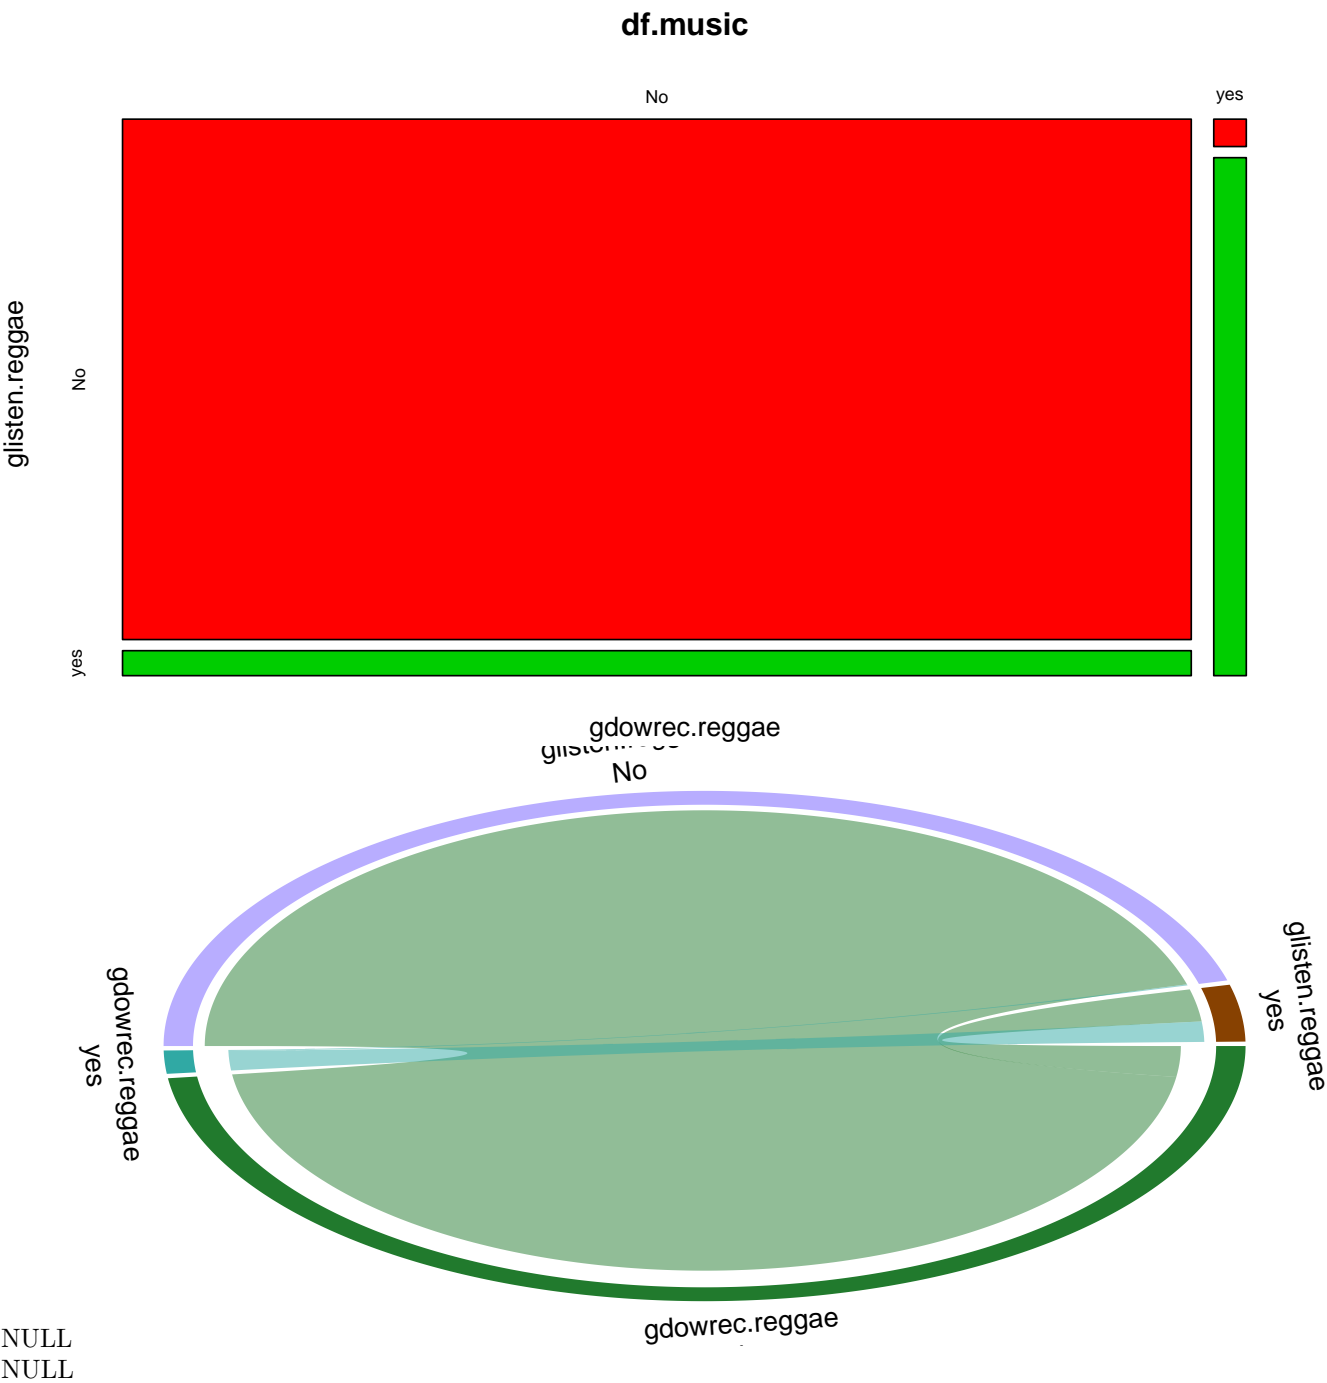 df.music
No
yes
glisten.reggae
No
yes
gdowrec.reggae
No
glisten.reggae
yes
gdowrec.reggae
yes
gdowrec.reggae
NULL
NULL